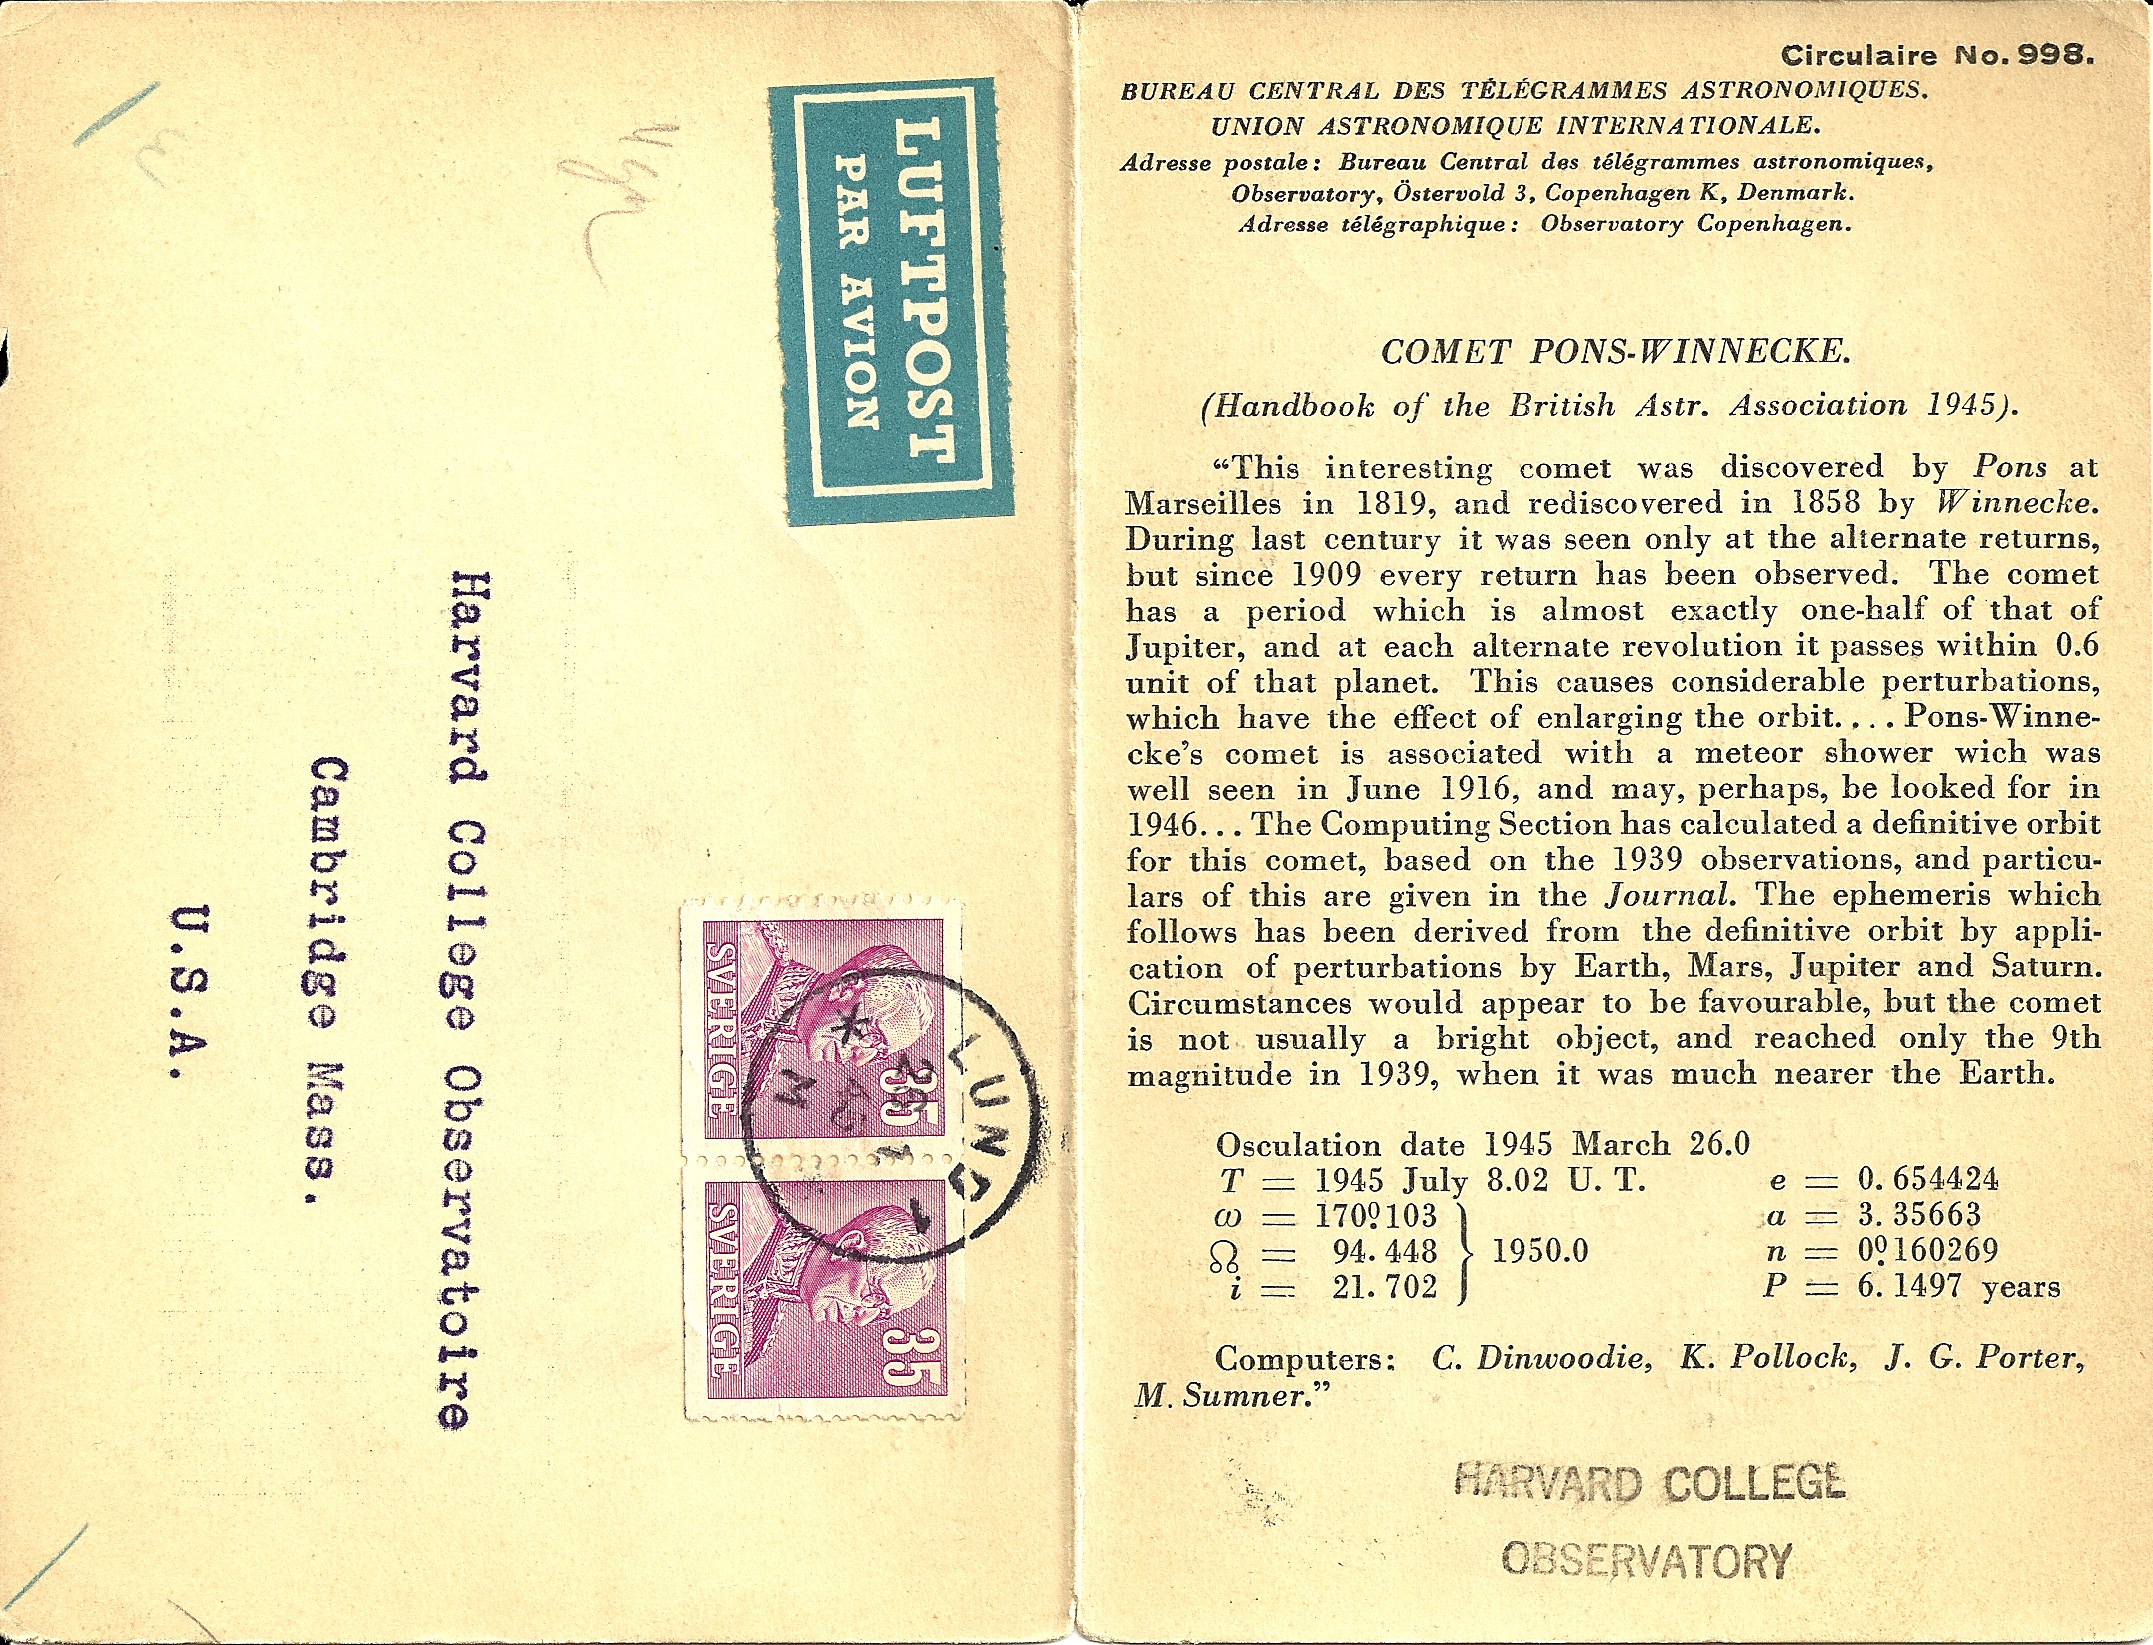 LUFTPOST
PAR AVION
Harvard College Observatoire
Cambridge Mass.
U.S.A.
SVERIGE
35
SVERIGE
35
LUND 1
Circulaire No. 998.
BUREAU CENTRAL DES TÉLÉGRAMMES ASTRONOMIQUES.
UNION ASTRONOMIQUE INTERNATIONALE.
Adresse postale: Bureau Central des télégrammes astronomiques,
Observatory, Östervold 3, Copenhagen K, Denmark.
Adresse télégraphique: Observatory Copenhagen.
COMET PONS-WINNECKE.
(Handbook of the British Astr. Association 1945).
“This interesting comet was discovered by Pons at
Marseilles in 1819, and rediscovered in 1858 by Winnecke.
During last century it was seen only at the alternate returns,
but since 1909 every return has been observed. The comet
has a period which is almost exactly one-half of that of
Jupiter, and at each alternate revolution it passes within 0.6
unit of that planet. This causes considerable perturbations,
which have the effect of enlarging the orbit.... Pons-Winne-
cke’s comet is associated with a meteor shower wich was
well seen in June 1916, and may, perhaps, be looked for in
1946... The Computing Section has calculated a definitive orbit
for this comet, based on the 1939 observations, and particu-
lars of this are given in the Journal. The ephemeris which
follows has been derived from the definitive orbit by appli-
cation of perturbations by Earth, Mars, Jupiter and Saturn.
Circumstances would appear to be favourable, but the comet
is not usually a bright object, and reached only the 9th
magnitude in 1939, when it was much nearer the Earth.
Osculation date 1945 March 26.0
T = 1945 July 8.02 U. T. e = 0.654424
ω = 170°.103 a = 3.35663
☊ = 94.448 } 1950.0 n = 0°.160269
i = 21.702 P = 6.1497 years
Computers: C. Dinwoodie, K. Pollock, J. G. Porter,
M. Sumner.”
HARVARD COLLEGE
OBSERVATORY